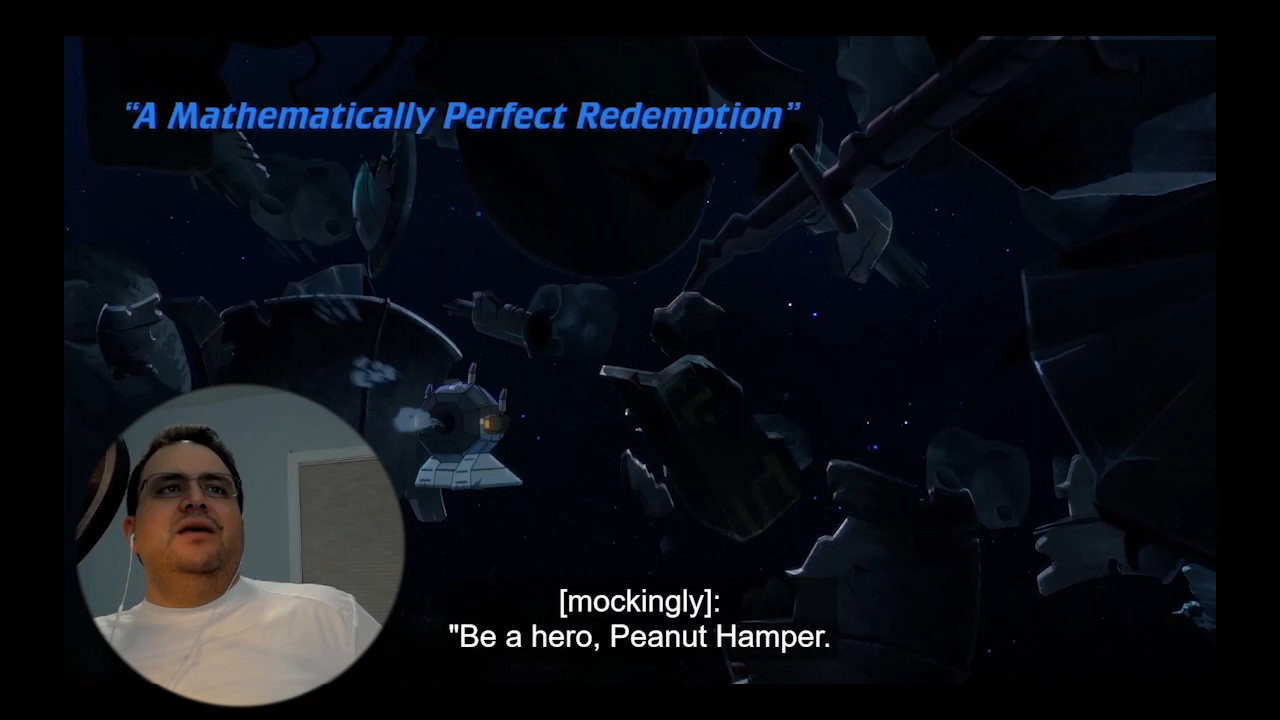 “A Mathematically Perfect Redemption”
[mockingly]:
"Be a hero, Peanut Hamper.